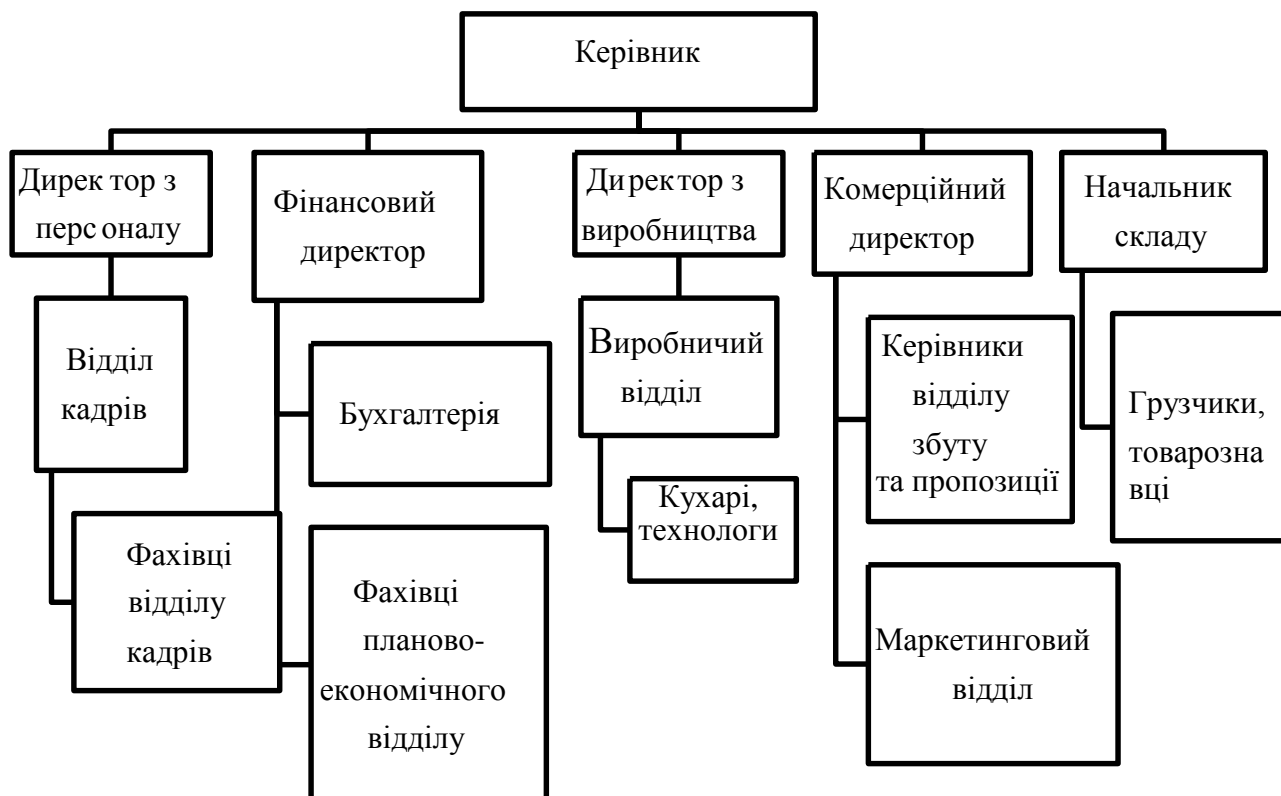 Керівник
Дирек тор з
перс оналу
Фінансовий
директор
Ди ректор з
виробництва
Комерційний
директор
Начальник
складу
Відділ
кадрів
Бухгалтерія
Виробничий
відділ
Керівники
відділу
збуту
та пропозиції
Грузчики,
товарозна
вці
Фахівці
відділу
кадрів
Фахівці
планово-
економічного
відділу
Кухарі,
технологи
Маркетинговий
відділ